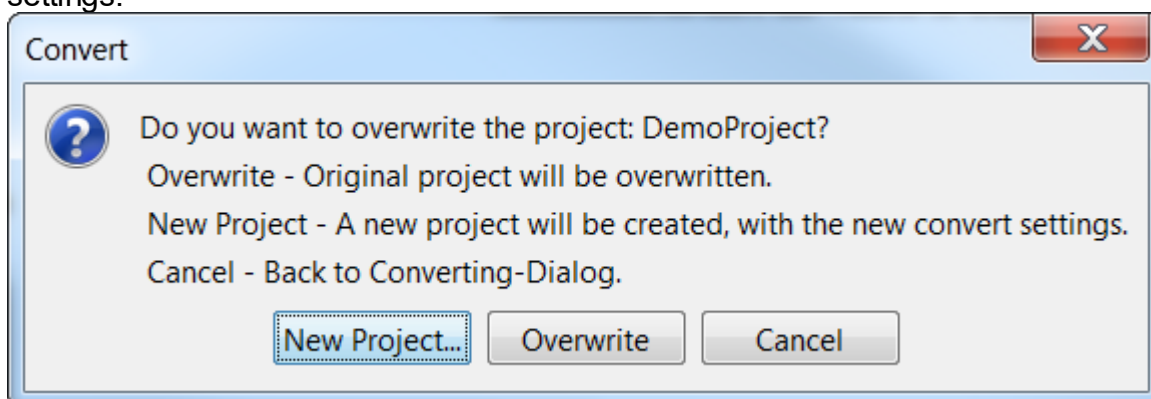 settings.
Convert
Do you want to overwrite the project: DemoProject?
Overwrite - Original project will be overwritten.
New Project - A new project will be created, with the new convert settings.
Cancel - Back to Converting-Dialog.
New Project... Overwrite Cancel